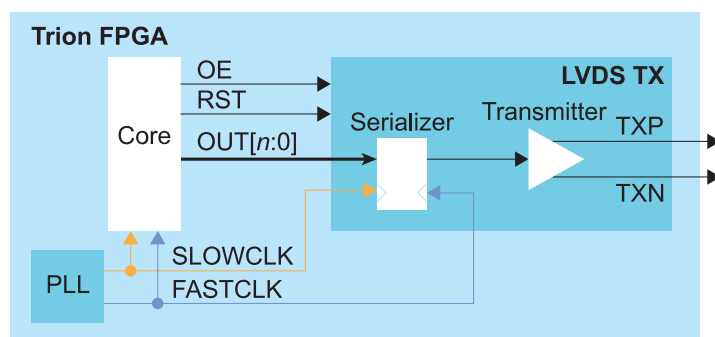 Trion FPGA
OE
LVDS TX
RST
Transmitter
Serializer
TXP
Core
OUT[n:0]
TXN
SLOWCLK
PLL
FASTCLK